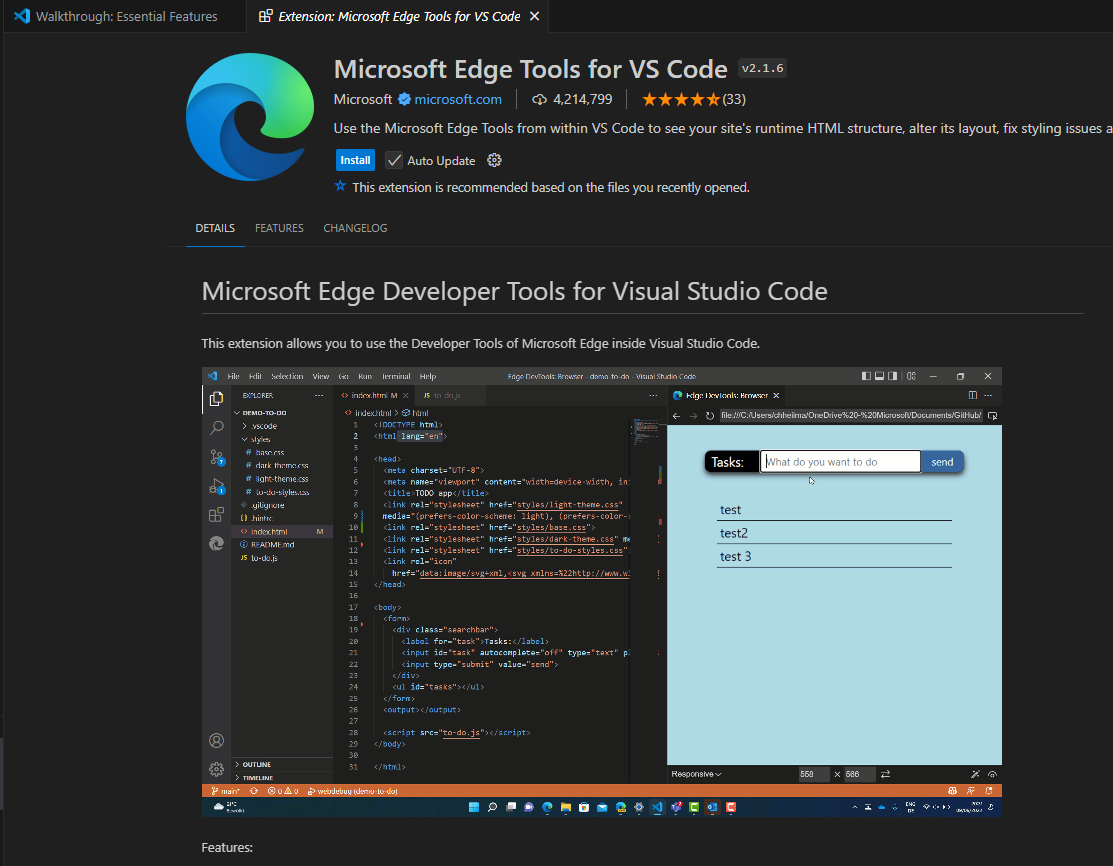 Walkthrough: Essential Features
Extension: Microsoft Edge Tools for VS Code
Microsoft Edge Tools for VS Code v2.1.6
Microsoft microsoft.com 4,214,799 (33)
Use the Microsoft Edge Tools from within VS Code to see your site's runtime HTML structure, alter its layout, fix styling issues a
Install Auto Update
This extension is recommended based on the files you recently opened.
DETAILS FEATURES CHANGELOG
Microsoft Edge Developer Tools for Visual Studio Code
This extension allows you to use the Developer Tools of Microsoft Edge inside Visual Studio Code.
File Edit Selection View Go Run Terminal Help Edge DevTools: Browser - demo-to-do - Visual Studio Code
EXPLORER
DEMO-TO-DO
.vscode
styles
base.css
dark-theme.css
light-theme.css
to-do-styles.css
.gitignore
.hintrc
index.html M
README.md
to-do.js
OUTLINE
TIMELINE
index.html M to-do.js
index.html > html
1 <!DOCTYPE html>
2 <html lang="en">
3
4 <head>
5 <meta charset="UTF-8">
6 <meta name="viewport" content="width=device-width, ini
7 <title>TODO app</title>
8 <link rel="stylesheet" href="styles/light-theme.css"
9 media="(prefers-color-scheme: light), (prefers-color-s
10 <link rel="stylesheet" href="styles/base.css">
11 <link rel="stylesheet" href="styles/dark-theme.css" me
12 <link rel="stylesheet" href="styles/to-do-styles.css"
13 <link rel="icon"
14 href="data:image/svg+xml,<svg xmlns=%22http://www.w
15 </head>
16
17 <body>
18 <form>
19 <div class="searchbar">
20 <label for="task">Tasks:</label>
21 <input id="task" autocomplete="off" type="text" pl
22 <input type="submit" value="send">
23 </div>
24 <ul id="tasks"></ul>
25 </form>
26 <output></output>
27
28 <script src="to-do.js"></script>
29 </body>
30
31 </html>
Edge DevTools: Browser
file:///C:/Users/chheilma/OneDrive%20-%20Microsoft/Documents/GitHub/
Tasks: What do you want to do send
test
test2
test 3
Responsive 558 × 566
main* 0 0 webdebug (demo-to-do)
21°C
Bewölkt
ENG
DE
Features: